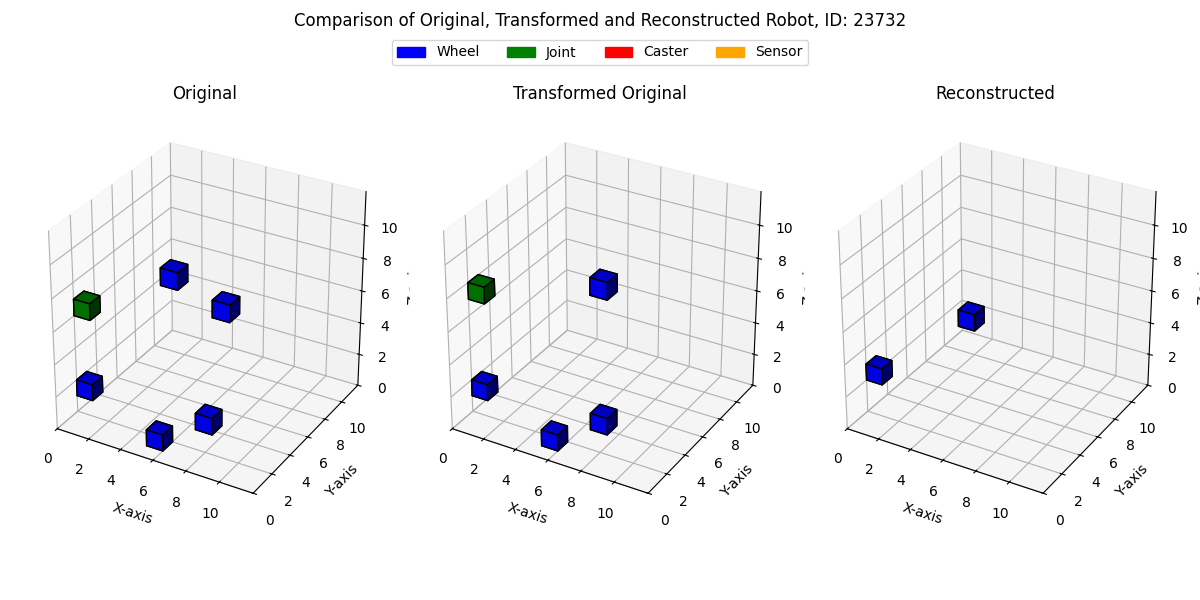 Comparison of Original, Transformed and Reconstructed Robot, ID: 23732
Wheel Joint Caster Sensor
Original Transformed Original Reconstructed
10 10 10
8 8 8
6 6 6
4 4 4
2 2 2
0 0 0
10 10 10
8 8 8
6 6 6
4 4 4
2 2 2
0 0 0
0 2 4 6 8 10 0 2 4 6 8 10 0 2 4 6 8 10
X-axis Y-axis X-axis Y-axis X-axis Y-axis